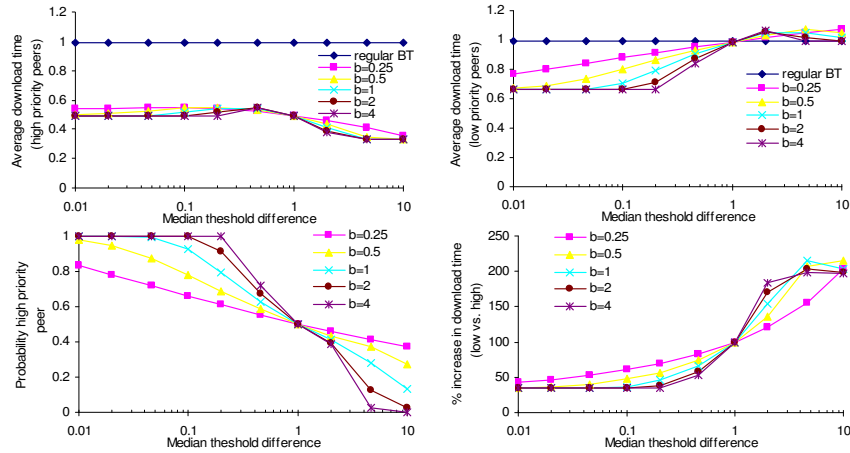 Average download time
(high priority peers)
1.2
1
0.8
0.6
0.4
0.2
0
0.01
0.1
1
10
Median theshold difference
regular BT
b=0.25
b=0.5
b=1
b=2
b=4
Average download time
(low priority peers)
1.2
1
0.8
0.6
0.4
0.2
0
0.01
0.1
1
10
Median theshold difference
regular BT
b=0.25
b=0.5
b=1
b=2
b=4
Probability high priority
peer
1
0.8
0.6
0.4
0.2
0
0.01
0.1
1
10
Median theshold difference
b=0.25
b=0.5
b=1
b=2
b=4
% increase in download time
(low vs. high)
250
200
150
100
50
0
0.01
0.1
1
10
Median theshold difference
b=0.25
b=0.5
b=1
b=2
b=4